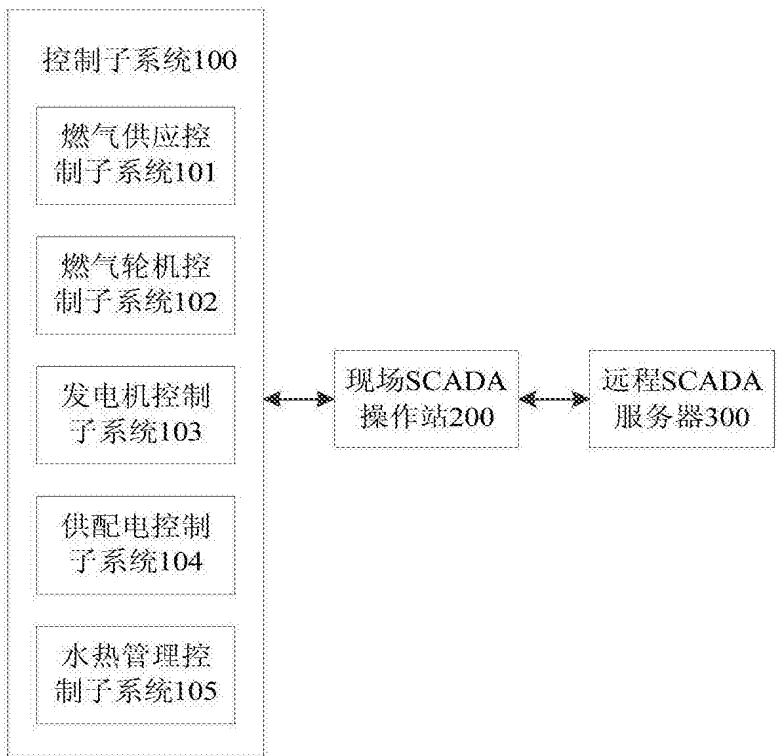 控制子系统100
燃气供应控
制子系统101
燃气轮机控
制子系统102
发电机控制
子系统103
供配电控制
子系统104
水热管理控
制子系统105
现场SCADA
操作站200
远程SCADA
服务器300